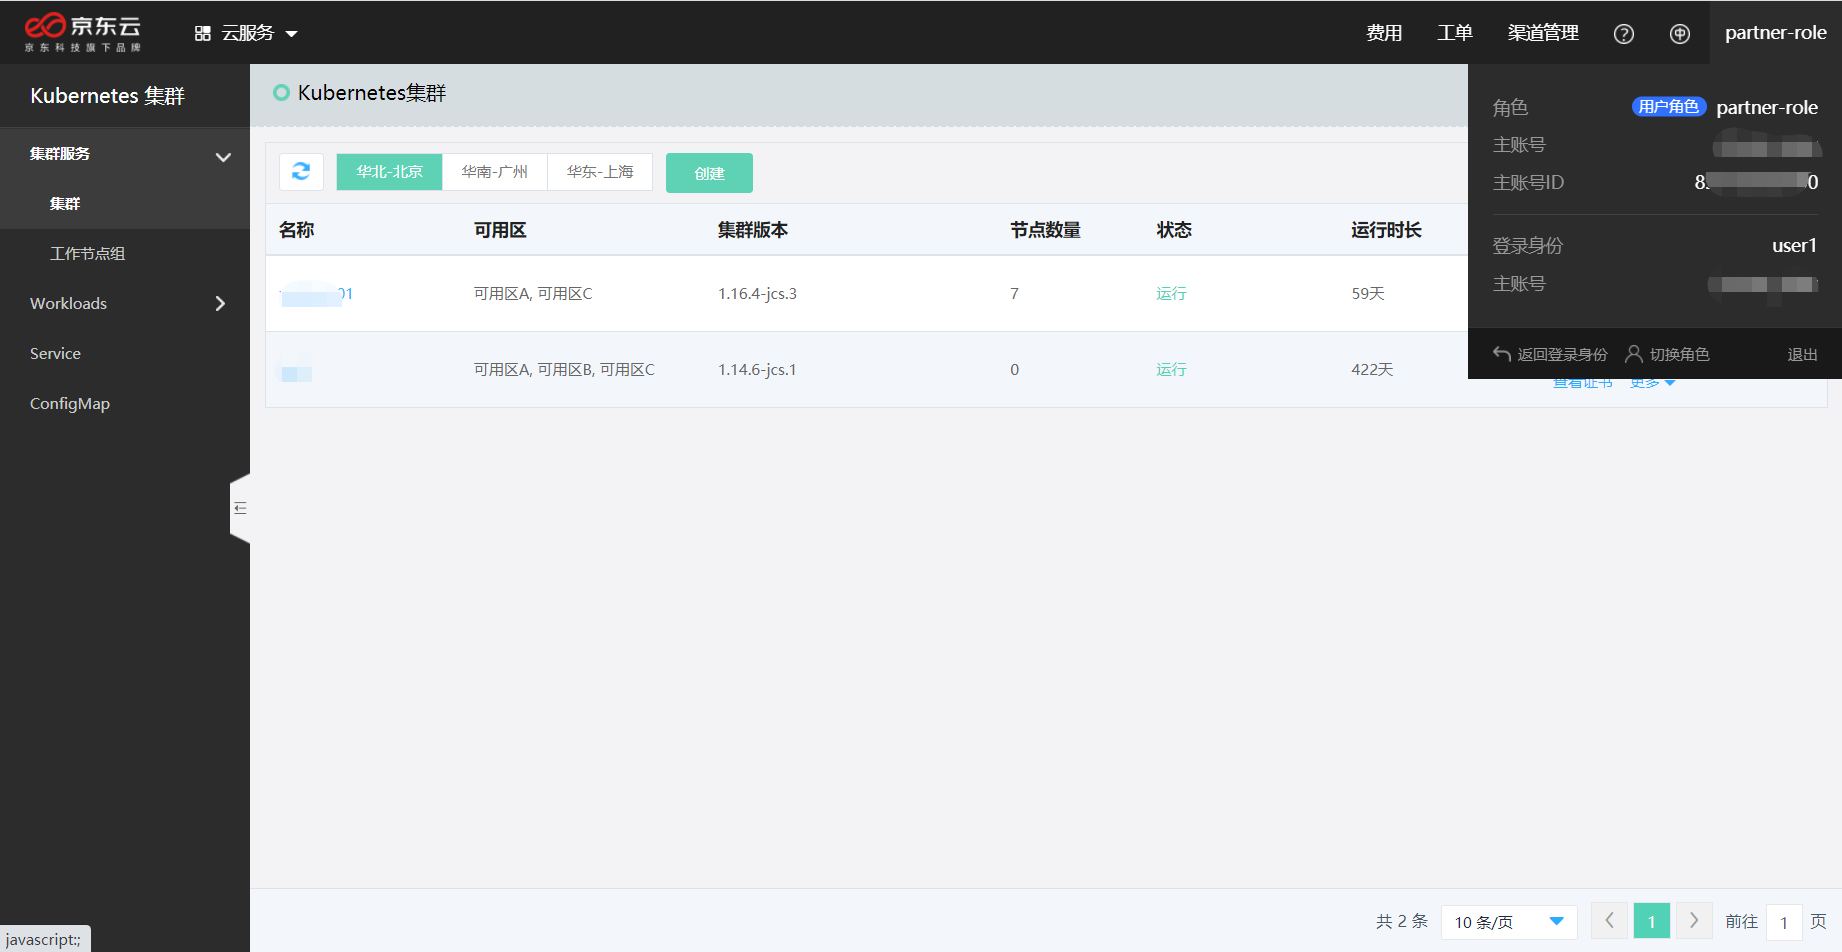 京东云
京东科技旗下品牌
云服务
费用
工单
渠道管理
partner-role
Kubernetes 集群
集群服务
集群
工作节点组
Workloads
Service
ConfigMap
Kubernetes集群
华北-北京
华南-广州
华东-上海
创建
名称
可用区
集群版本
节点数量
状态
运行时长
01
可用区A, 可用区C
1.16.4-jcs.3
7
运行
59天
可用区A, 可用区B, 可用区C
1.14.6-jcs.1
0
运行
422天
查看证书
更多
角色
用户角色 partner-role
主账号
主账号ID
登录身份
user1
主账号
返回登录身份
切换角色
退出
共 2 条
10 条/页
1
前往 1 页
javascript:;